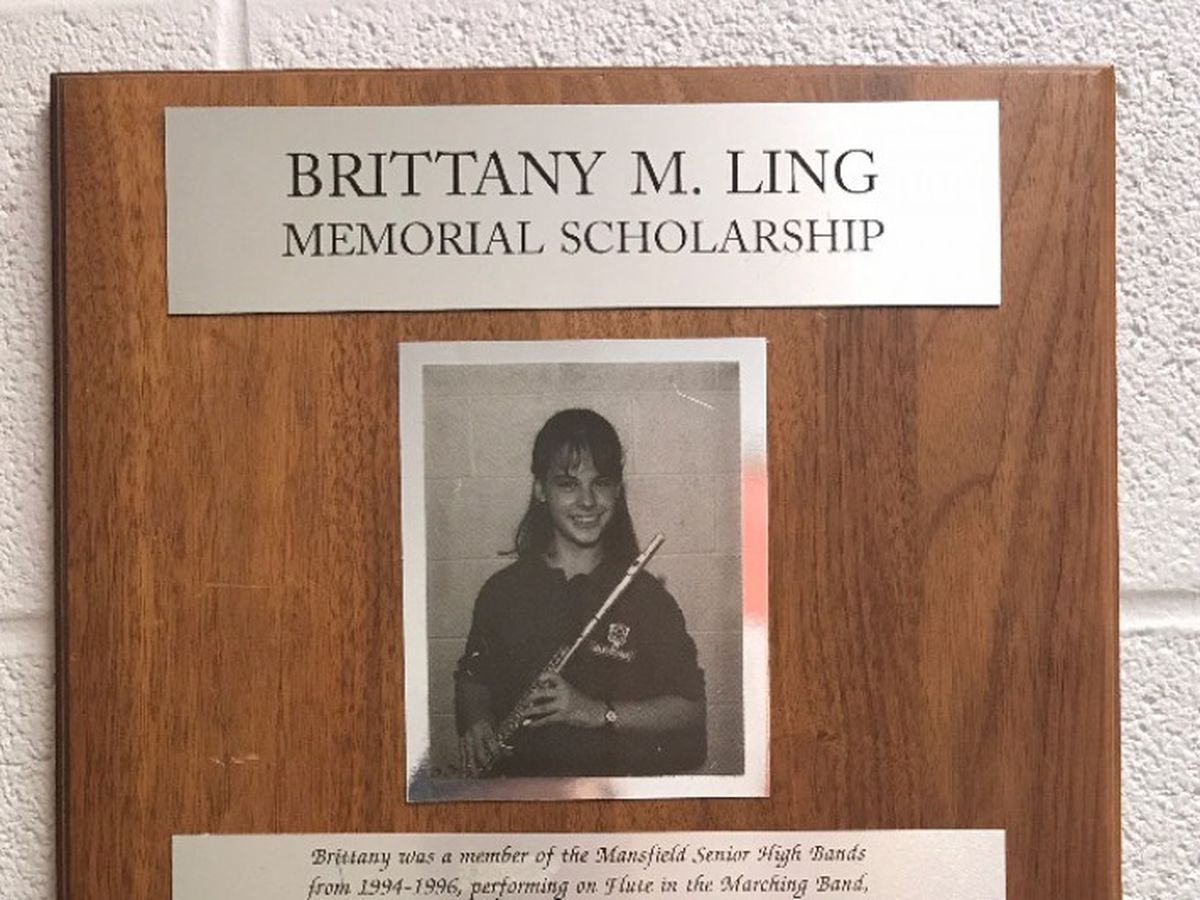 BRITTANY M. LING
MEMORIAL SCHOLARSHIP
Brittany was a member of the Mansfield Senior High Bands
from 1994-1996, performing on Flute in the Marching Band,